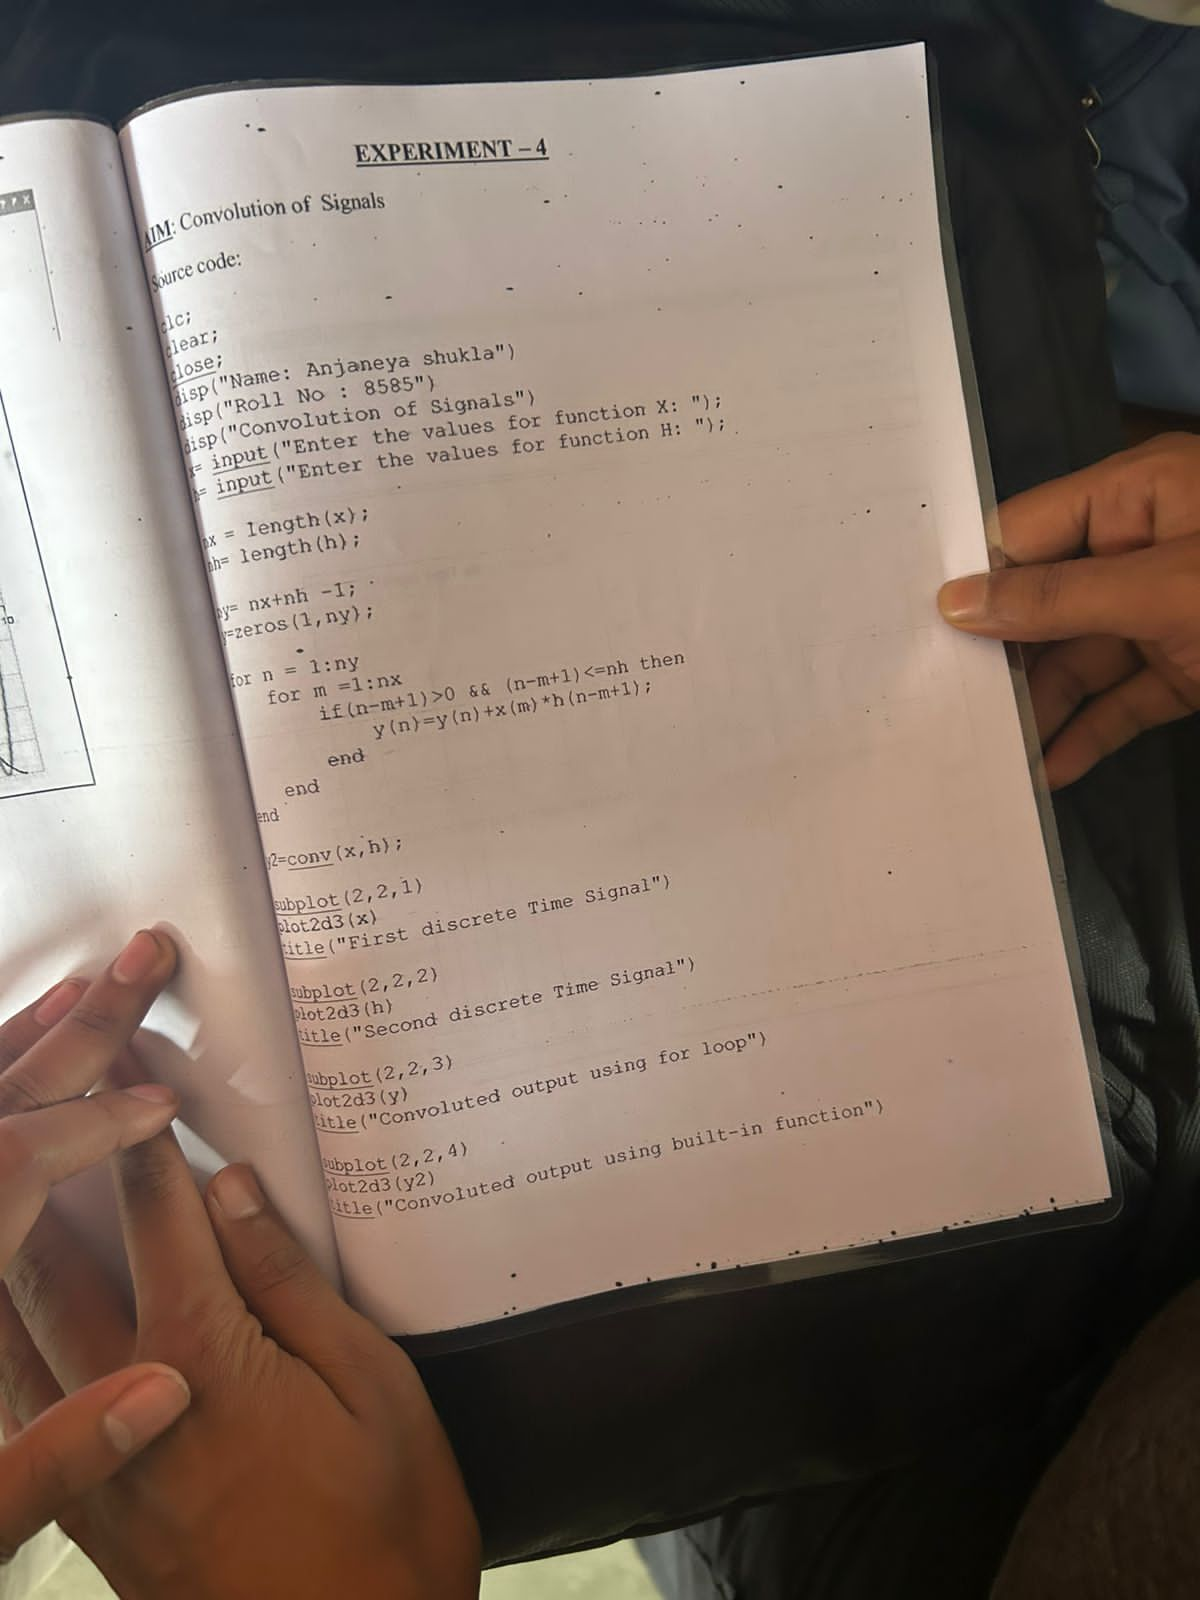 EXPERIMENT – 4
AIM: Convolution of Signals
Source code:
clc;
clear;
close;
disp("Name: Anjaneya shukla")
disp("Roll No : 8585")
disp("Convolution of Signals")
x= input("Enter the values for function X: ");
h= input("Enter the values for function H: ");
nx = length(x);
nh= length(h);
ny= nx+nh -1;
y=zeros(1,ny);
for n = 1:ny
for m =1:nx
if(n-m+1)>0 && (n-m+1)<=nh then
y(n)=y(n)+x(m)*h(n-m+1);
end
end
end
y2=conv(x,h);
subplot(2,2,1)
plot2d3(x)
title("First discrete Time Signal")
subplot(2,2,2)
plot2d3(h)
title("Second discrete Time Signal")
subplot(2,2,3)
plot2d3(y)
title("Convoluted output using for loop")
subplot(2,2,4)
plot2d3(y2)
title("Convoluted output using built-in function")
10